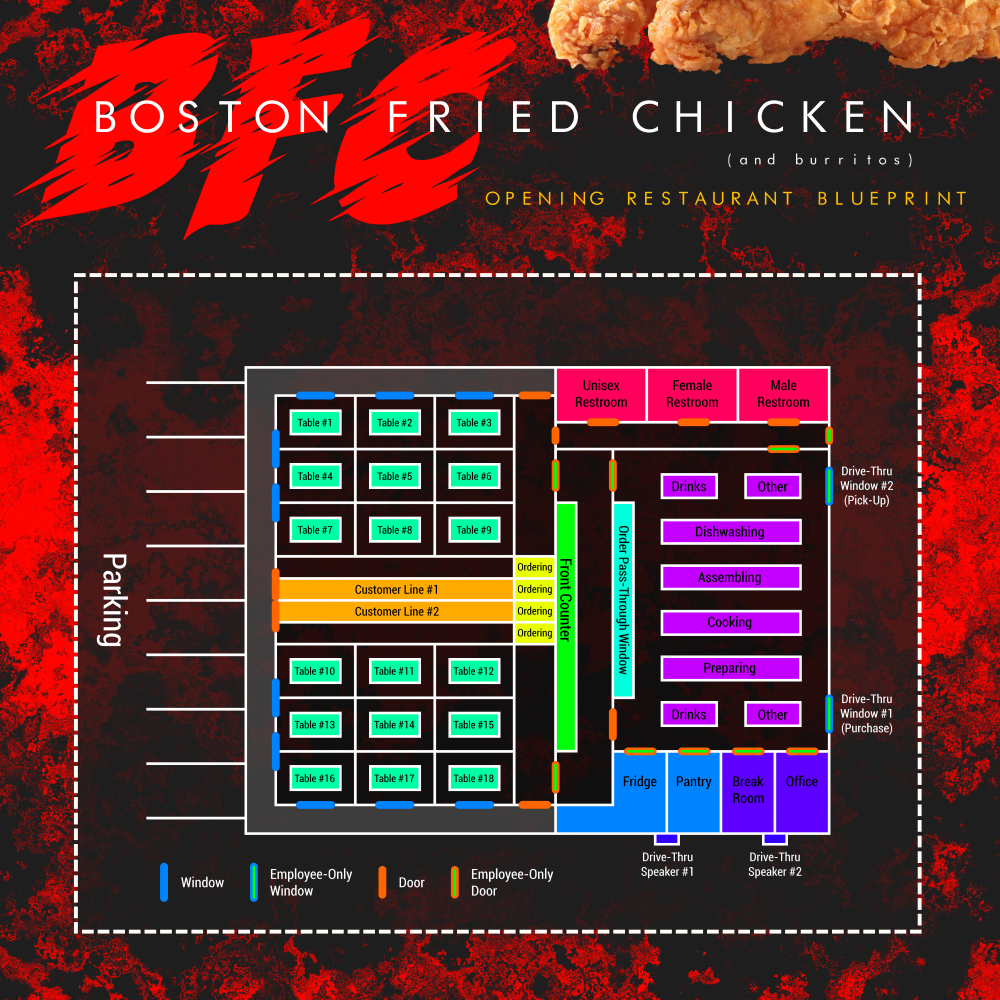 BFC
BOSTON FRIED CHICKEN
(and burritos)
OPENING RESTAURANT BLUEPRINT
Parking
Unisex
Restroom
Female
Restroom
Male
Restroom
Table #1
Table #2
Table #3
Table #4
Table #5
Table #6
Table #7
Table #8
Table #9
Customer Line #1
Customer Line #2
Ordering
Ordering
Ordering
Ordering
Front Counter
Order Pass-Through Window
Table #10
Table #11
Table #12
Table #13
Table #14
Table #15
Table #16
Table #17
Table #18
Drinks
Other
Dishwashing
Assembling
Cooking
Preparing
Drinks
Other
Drive-Thru
Window #2
(Pick-Up)
Drive-Thru
Window #1
(Purchase)
Fridge
Pantry
Break
Room
Office
Drive-Thru
Speaker #1
Drive-Thru
Speaker #2
Window
Employee-Only
Window
Door
Employee-Only
Door